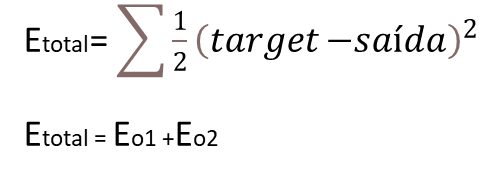 Etotal= ∑ 1/2 (target −saída)²
Etotal = Eo1 +Eo2